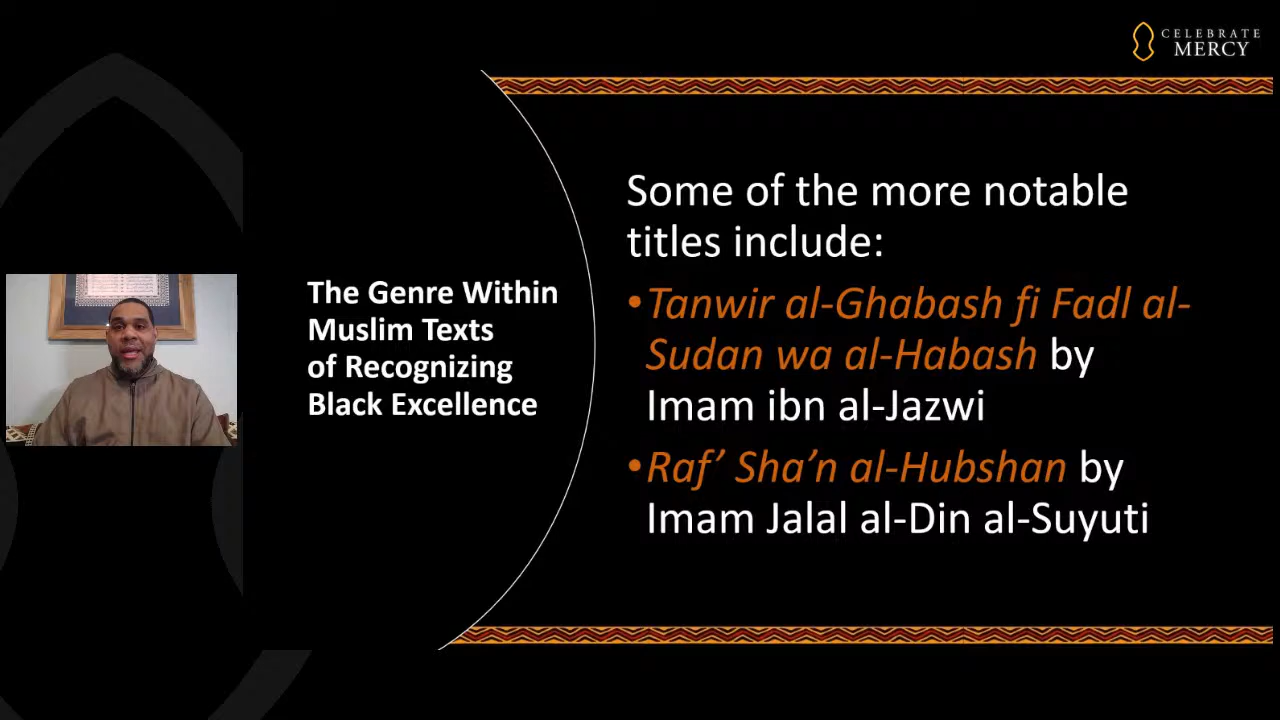 CELEBRATE
MERCY
The Genre Within
Muslim Texts
of Recognizing
Black Excellence
Some of the more notable
titles include:
•Tanwir al-Ghabash fi Fadl al-
Sudan wa al-Habash by
Imam ibn al-Jazwi
•Raf’ Sha’n al-Hubshan by
Imam Jalal al-Din al-Suyuti